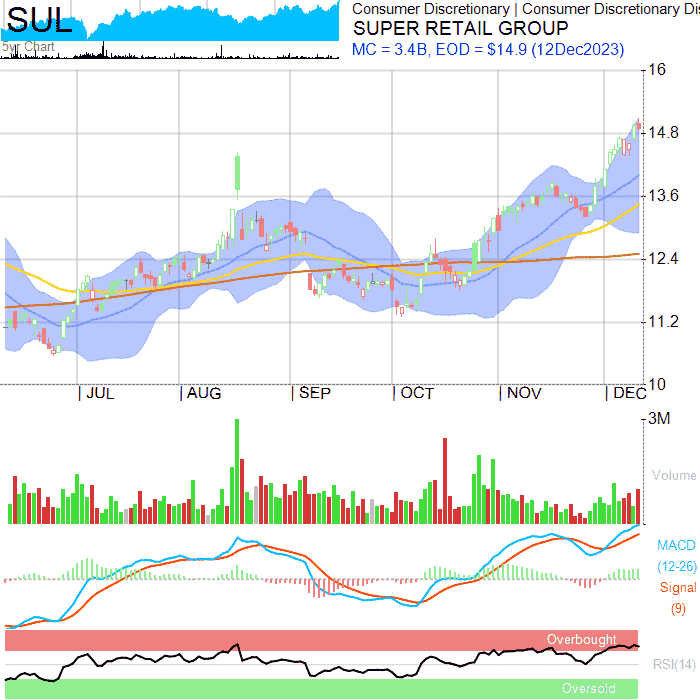 SUL
5yr Chart
Consumer Discretionary | Consumer Discretionary Dis
SUPER RETAIL GROUP
MC = 3.4B, EOD = $14.9 (12Dec2023)
16
14.8
13.6
12.4
11.2
10
| JUL | AUG | SEP | OCT | NOV | DEC
3M
Volume
MACD
(12-26)
Signal
(9)
Overbought
RSI(14)
Oversold